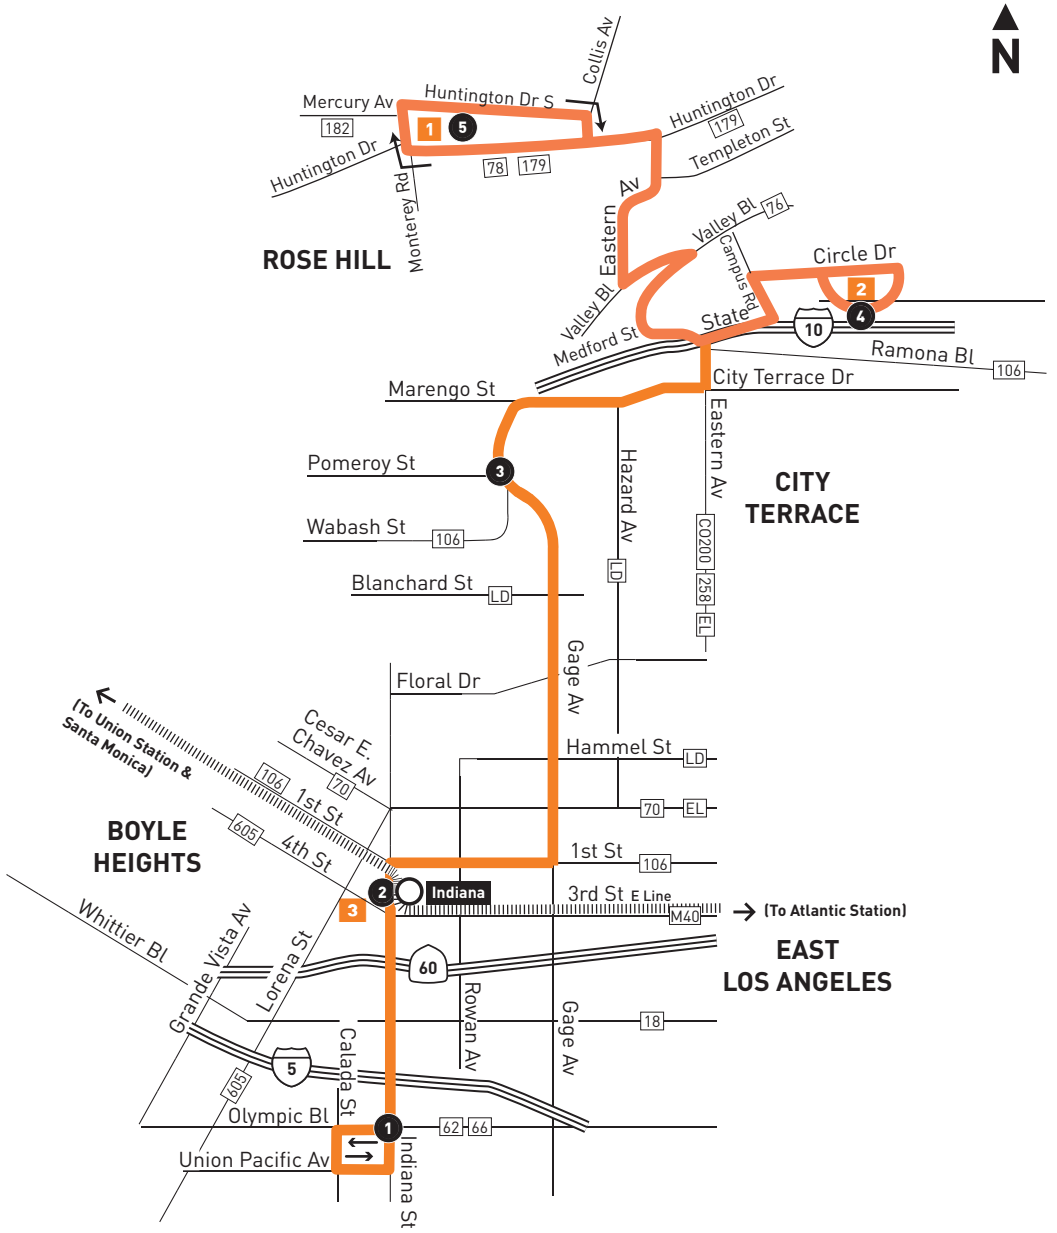 N
Collis Av
Mercury Av
Huntington Dr S
Huntington Dr
179
Templeton St
182
1
5
Huntington Dr
78
179
Monterey Rd
Eastern
Av
ROSE HILL
Valley Bl
76
Campus Rd
Circle Dr
2
4
Valley Bl
Medford St
State
10
Ramona Bl
106
Marengo St
City Terrace Dr
Eastern Av
Pomeroy St
3
Hazard Av
CITY
TERRACE
Wabash St
106
CO200
258
EL
LD
Blanchard St
LD
Gage Av
Floral Dr
(To Union Station &
Santa Monica)
Cesar E.
Chavez Av
70
Hammel St
LD
106
1st St
70
EL
BOYLE
HEIGHTS
605
4th St
1st St
106
2
Indiana
3rd St E Line
3
M40
(To Atlantic Station)
Whittier Bl
Grande Vista Av
Lorena St
60
EAST
LOS ANGELES
Rowan Av
Gage Av
18
5
Calada St
605
Olympic Bl
1
62
66
Union Pacific Av
Indiana St